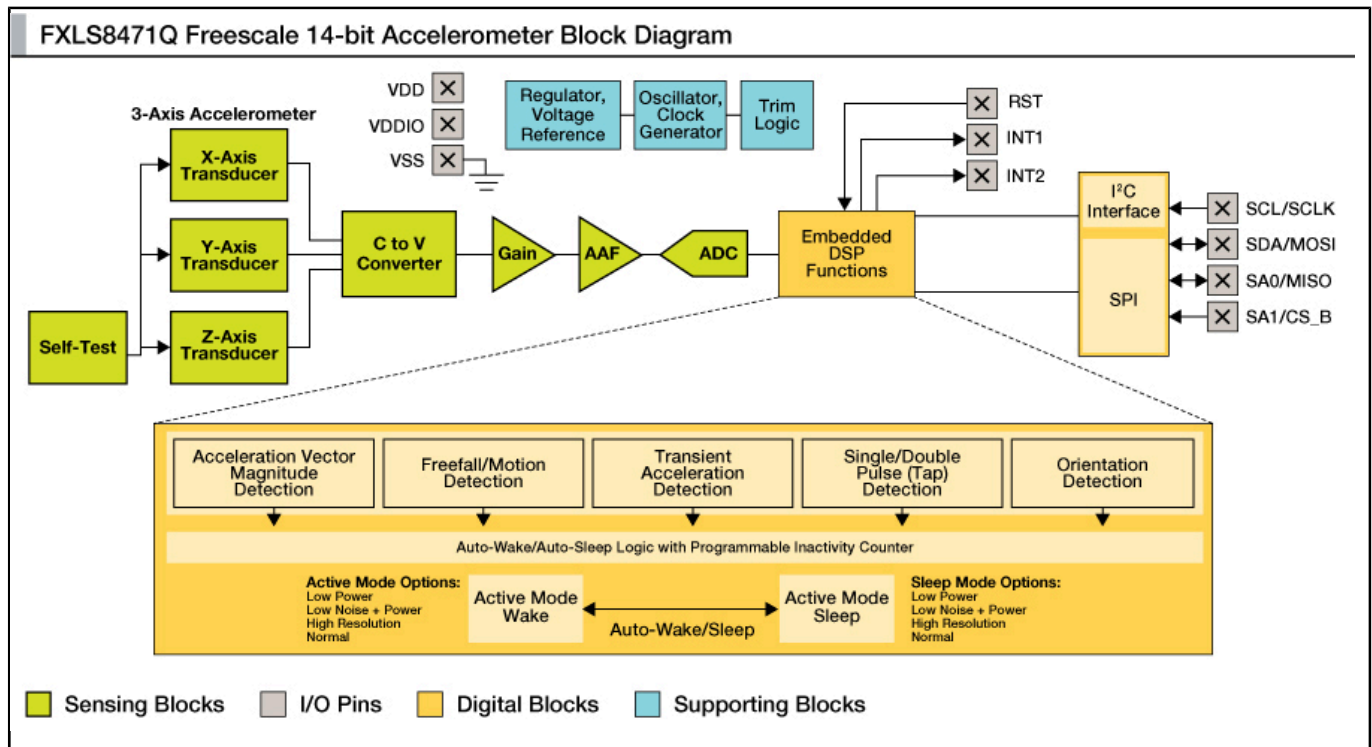 FXLS8471Q Freescale 14-bit Accelerometer Block Diagram
3-Axis Accelerometer
X-Axis
Transducer
Y-Axis
Transducer
Z-Axis
Transducer
Self-Test
VDD
VDDIO
VSS
C to V
Converter
Gain
AAF
ADC
Regulator,
Voltage
Reference
Oscillator,
Clock
Generator
Trim
Logic
RST
INT1
INT2
Embedded
DSP
Functions
I²C
Interface
SPI
SCL/SCLK
SDA/MOSI
SA0/MISO
SA1/CS_B
Acceleration Vector
Magnitude
Detection
Freefall/Motion
Detection
Transient
Acceleration
Detection
Single/Double
Pulse (Tap)
Detection
Orientation
Detection
Auto-Wake/Auto-Sleep Logic with Programmable Inactivity Counter
Active Mode Options:
Low Power
Low Noise + Power
High Resolution
Normal
Active Mode
Wake
Auto-Wake/Sleep
Active Mode
Sleep
Sleep Mode Options:
Low Power
Low Noise + Power
High Resolution
Normal
Sensing Blocks
I/O Pins
Digital Blocks
Supporting Blocks